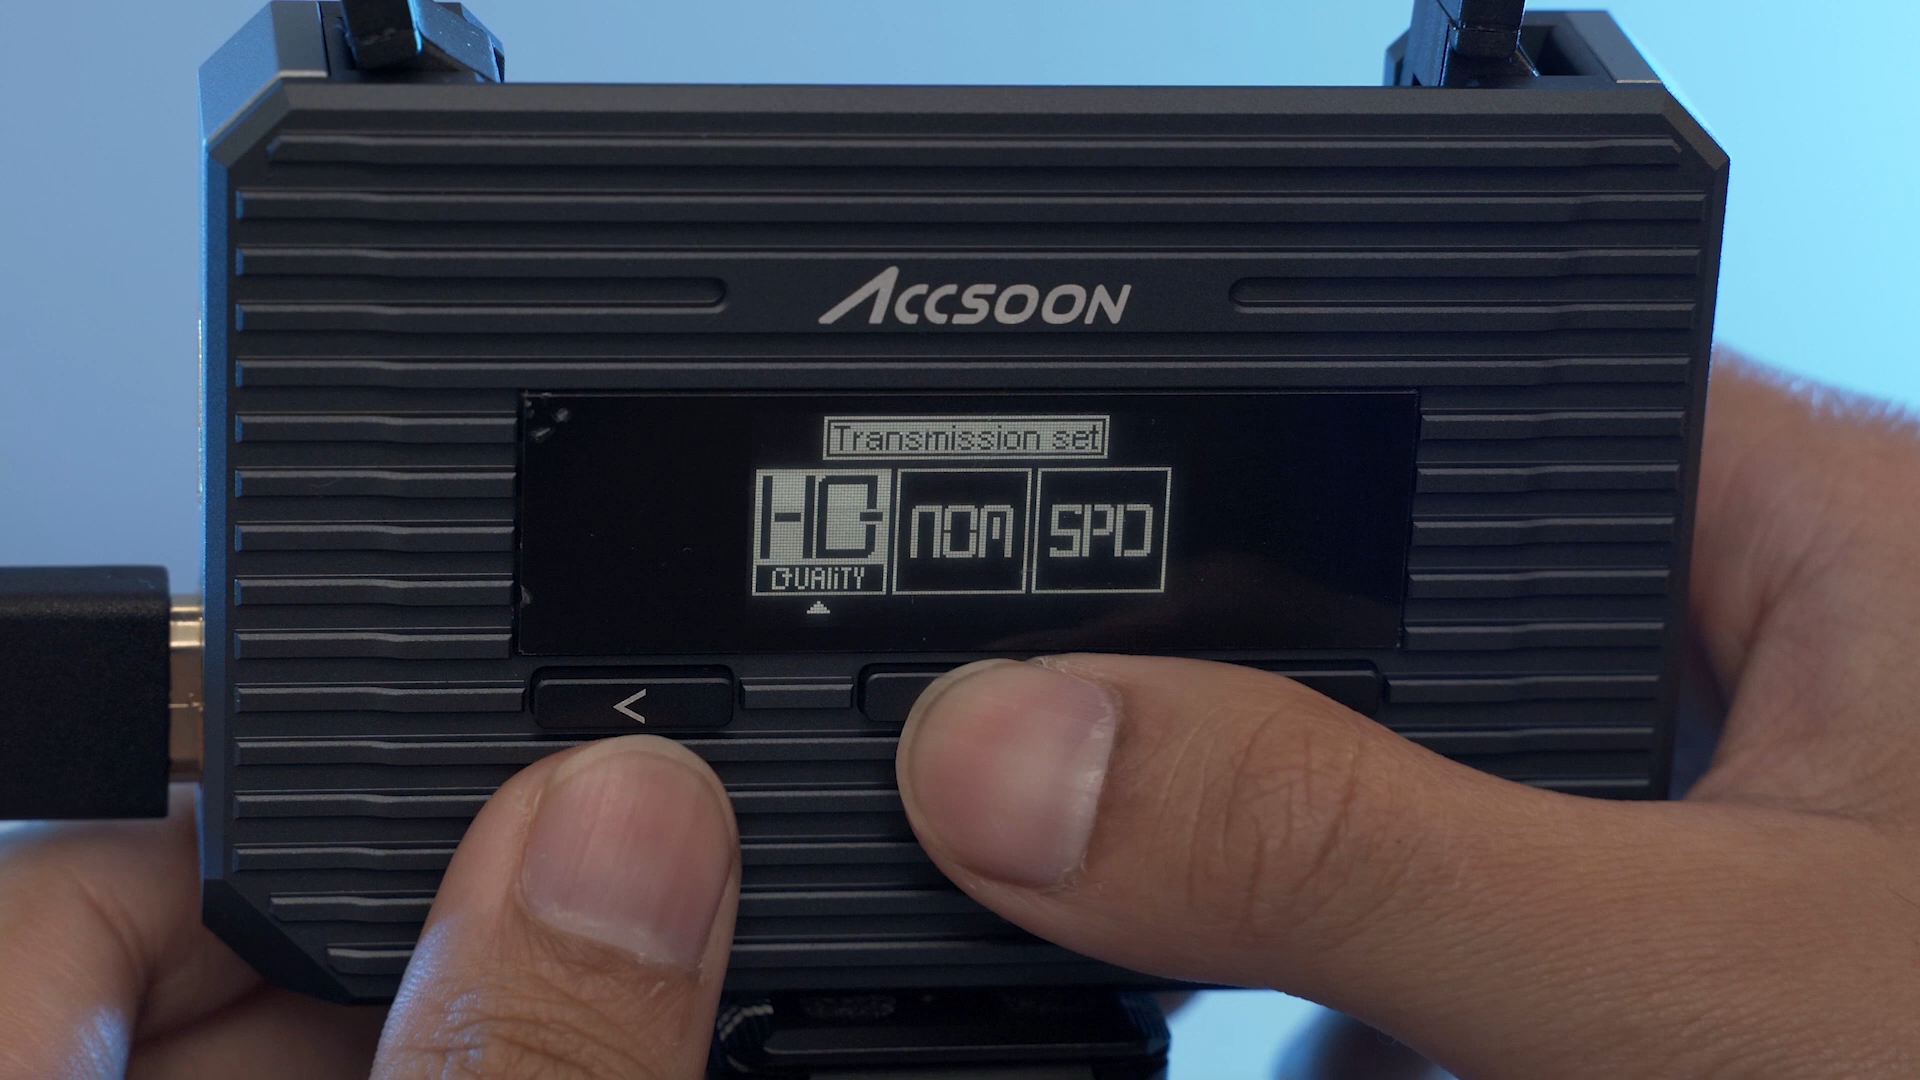 ACCSOON
Transmission set
HQ NOM SPD
QUALITY
<